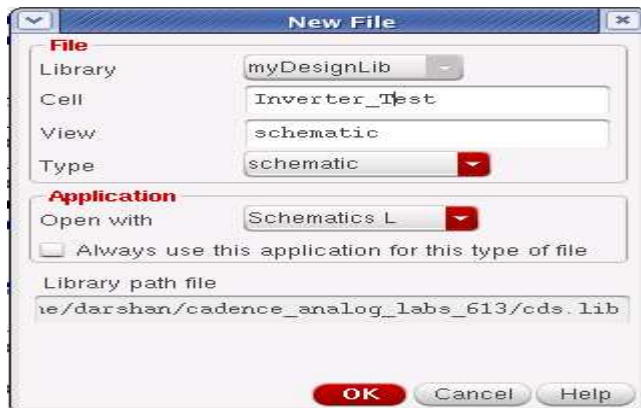 New File
File
Library myDesignLib
Cell Inverter_Test
View schematic
Type schematic
Application
Open with Schematics L
Always use this application for this type of file
Library path file
ne/darshan/cadence_analog_labs_613/cds.lib
OK Cancel Help